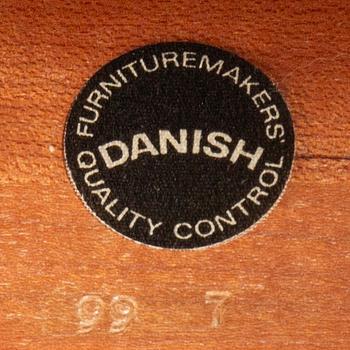 FURNITUREMAKERS'
DANISH
QUALITY CONTROL
99 7